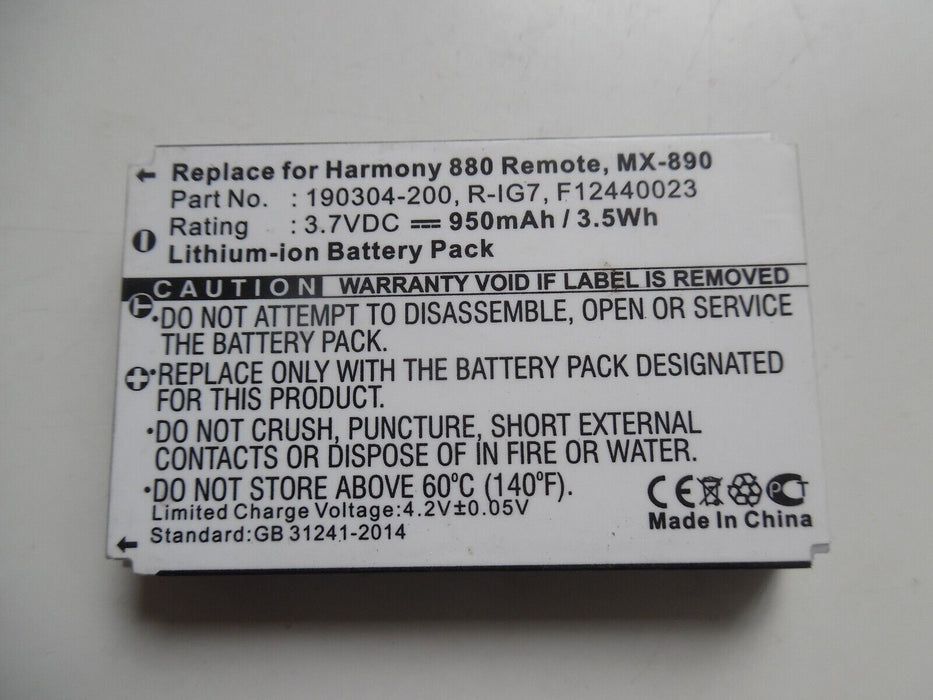 Replace for Harmony 880 Remote, MX-890
Part No. : 190304-200, R-IG7, F12440023
Rating : 3.7VDC ⎓ 950mAh / 3.5Wh
Lithium-ion Battery Pack
CAUTION WARRANTY VOID IF LABEL IS REMOVED
•DO NOT ATTEMPT TO DISASSEMBLE, OPEN OR SERVICE
THE BATTERY PACK.
•REPLACE ONLY WITH THE BATTERY PACK DESIGNATED
FOR THIS PRODUCT.
•DO NOT CRUSH, PUNCTURE, SHORT EXTERNAL
CONTACTS OR DISPOSE OF IN FIRE OR WATER.
•DO NOT STORE ABOVE 60ºC (140ºF).
Limited Charge Voltage:4.2V±0.05V
CE PCT
Made In China
Standard:GB 31241-2014